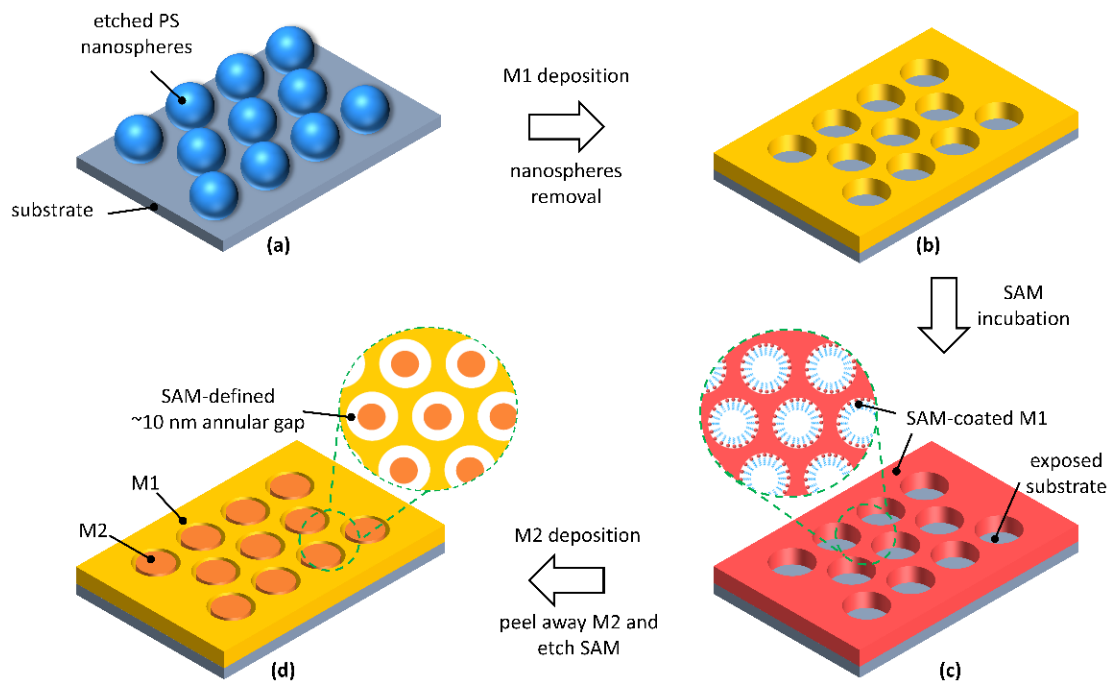 etched PS
nanospheres
substrate
(a)
M1 deposition
nanospheres
removal
(b)
SAM
incubation
SAM-coated M1
exposed
substrate
(c)
M2 deposition
peel away M2 and
etch SAM
SAM-defined
~10 nm annular gap
M1
M2
(d)